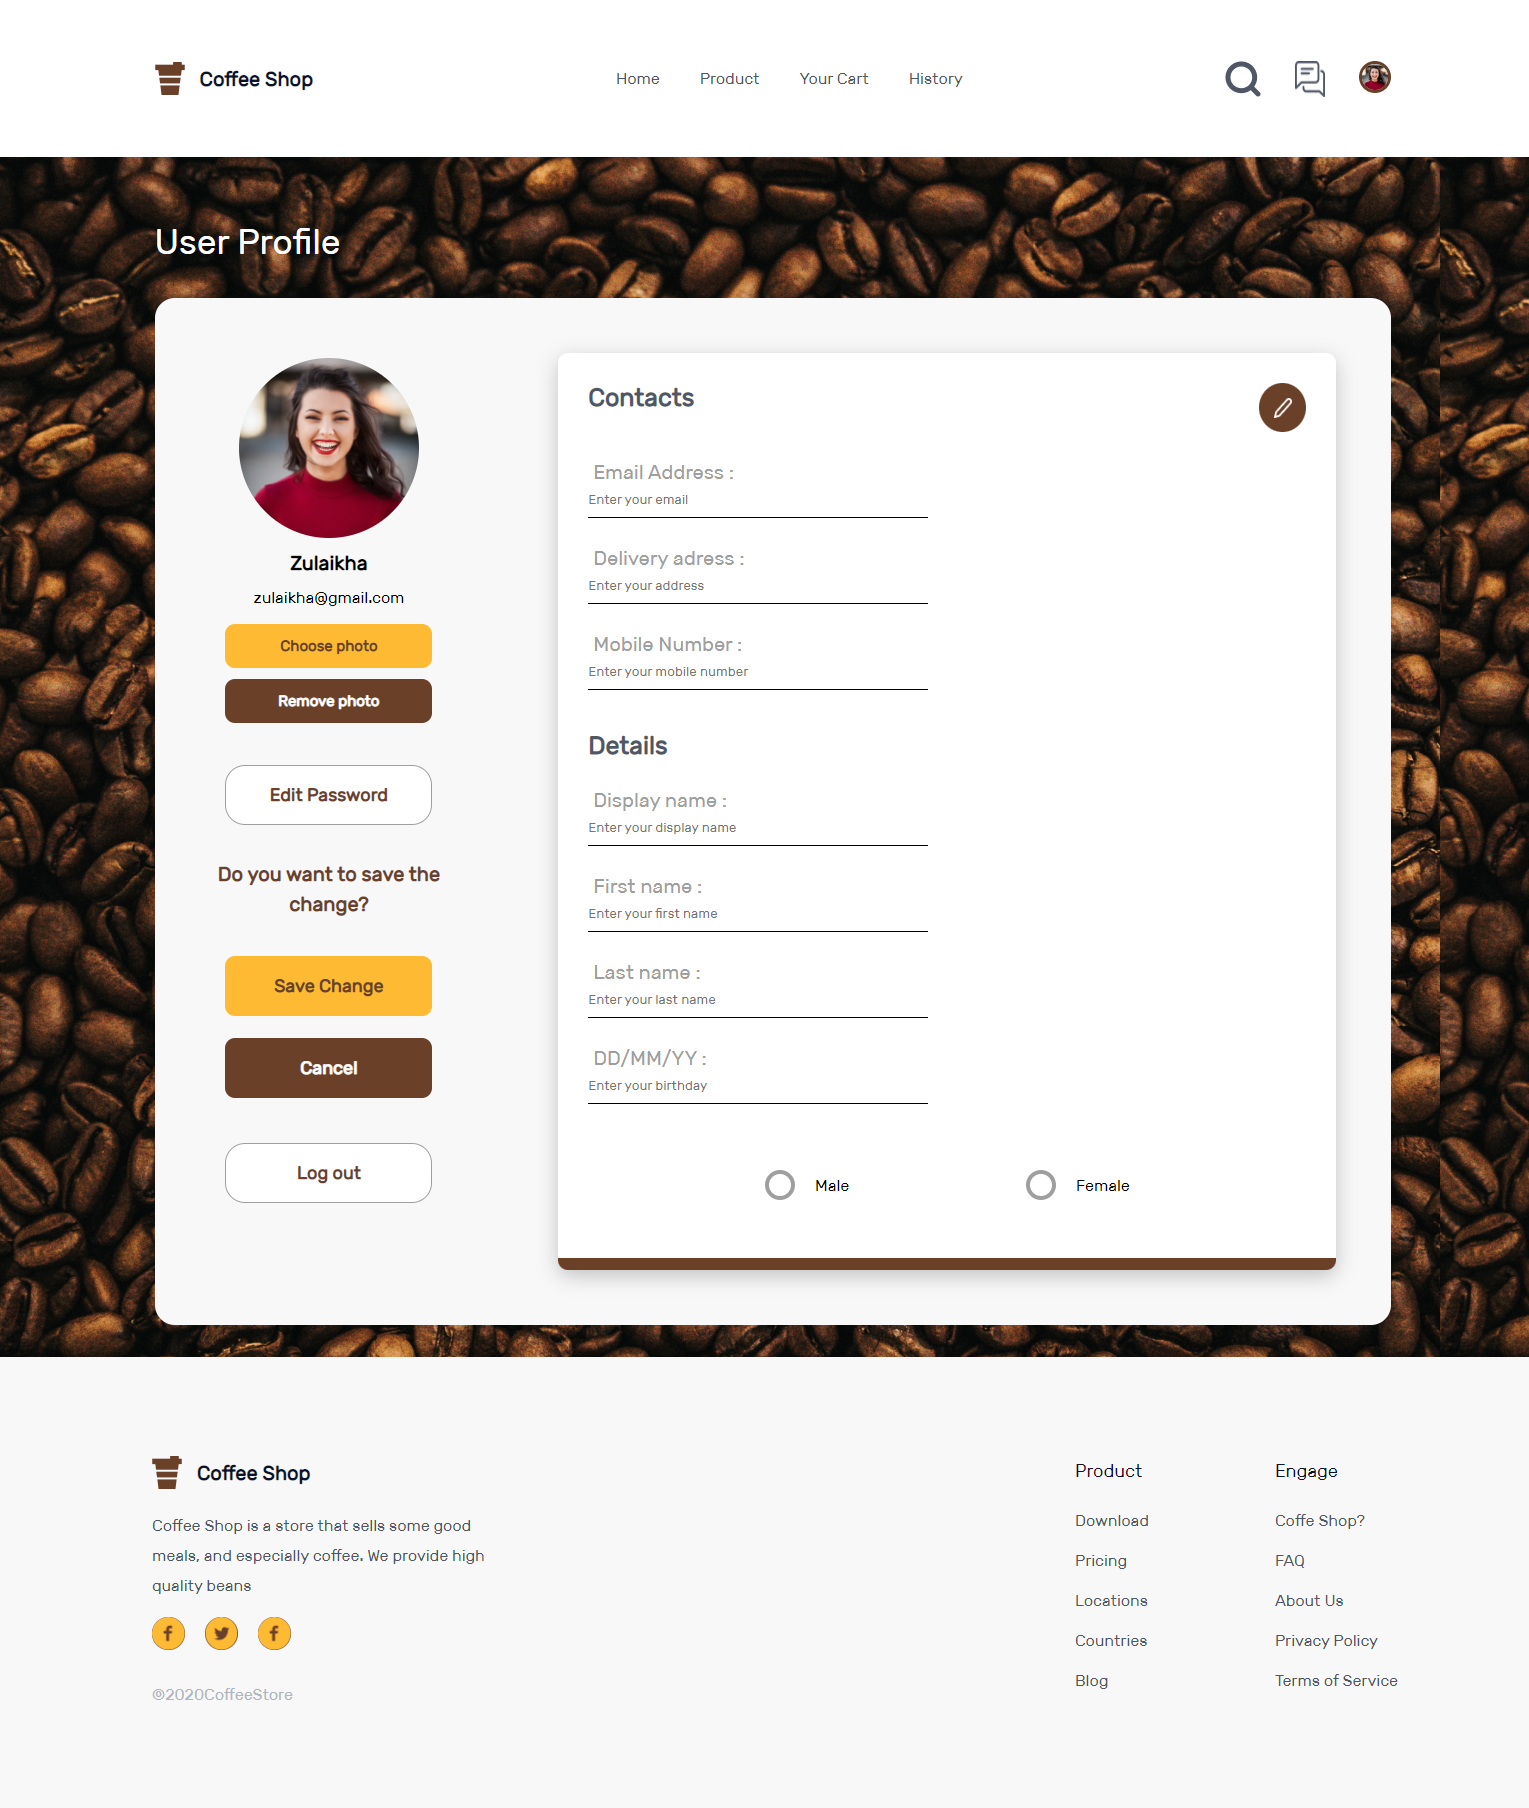 Coffee Shop
Home Product Your Cart History
User Profile
Zulaikha
zulaikha@gmail.com
Choose photo
Remove photo
Edit Password
Do you want to save the
change?
Save Change
Cancel
Log out
Contacts
Email Address :
Enter your email
Delivery adress :
Enter your address
Mobile Number :
Enter your mobile number
Details
Display name :
Enter your display name
First name :
Enter your first name
Last name :
Enter your last name
DD/MM/YY :
Enter your birthday
Male Female
Coffee Shop
Coffee Shop is a store that sells some good
meals, and especially coffee. We provide high
quality beans
©2020CoffeeStore
Product
Download
Pricing
Locations
Countries
Blog
Engage
Coffe Shop?
FAQ
About Us
Privacy Policy
Terms of Service